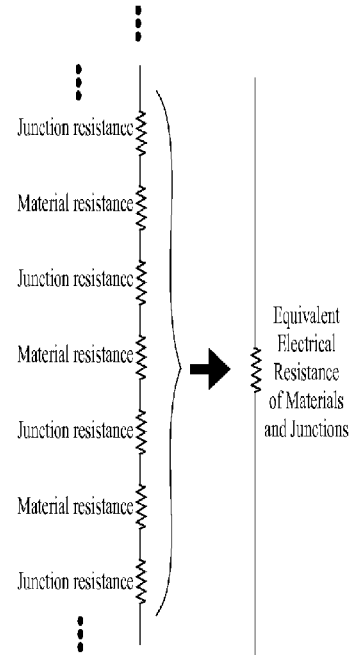 Junction resistance
Material resistance
Junction resistance
Material resistance
Junction resistance
Material resistance
Junction resistance
Equivalent
Electrical
Resistance
of Materials
and Junctions